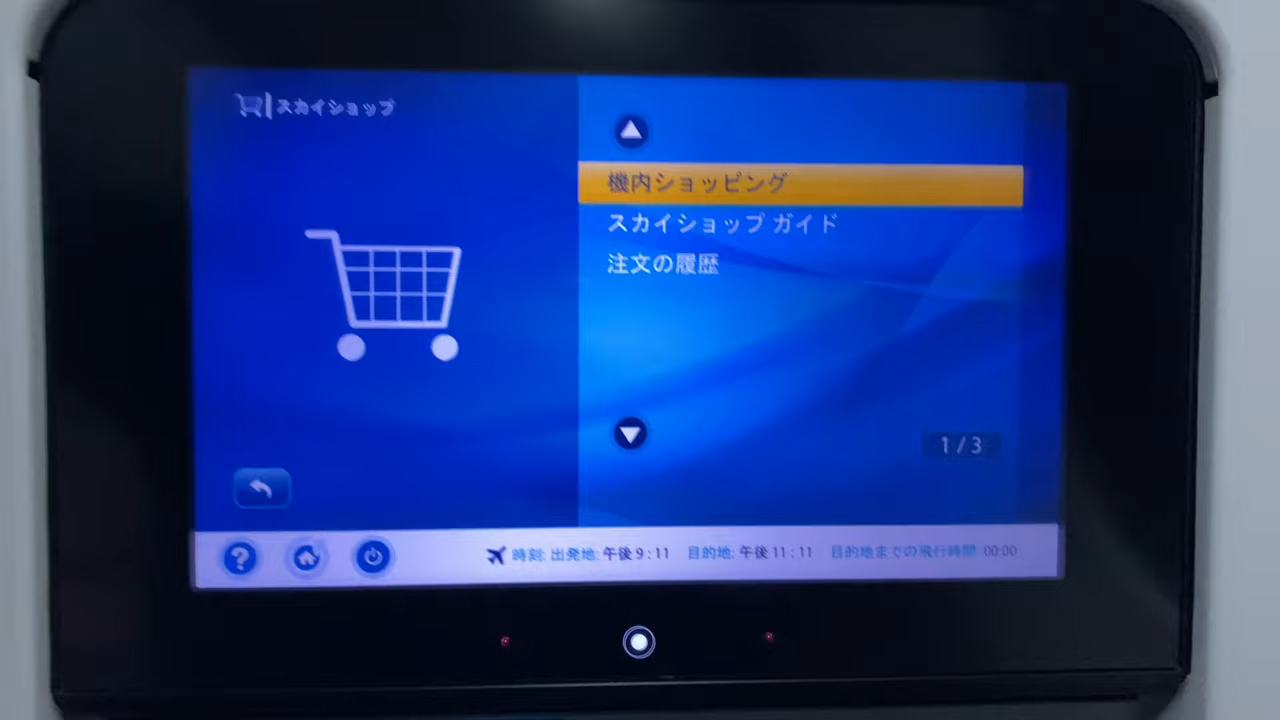 スカイショップ
機内ショッピング
スカイショップ ガイド
注文の履歴
1 / 3
? 時刻: 出発地: 午後 9 : 11 目的地: 午後 11 : 11 目的地までの飛行時間: 00:00